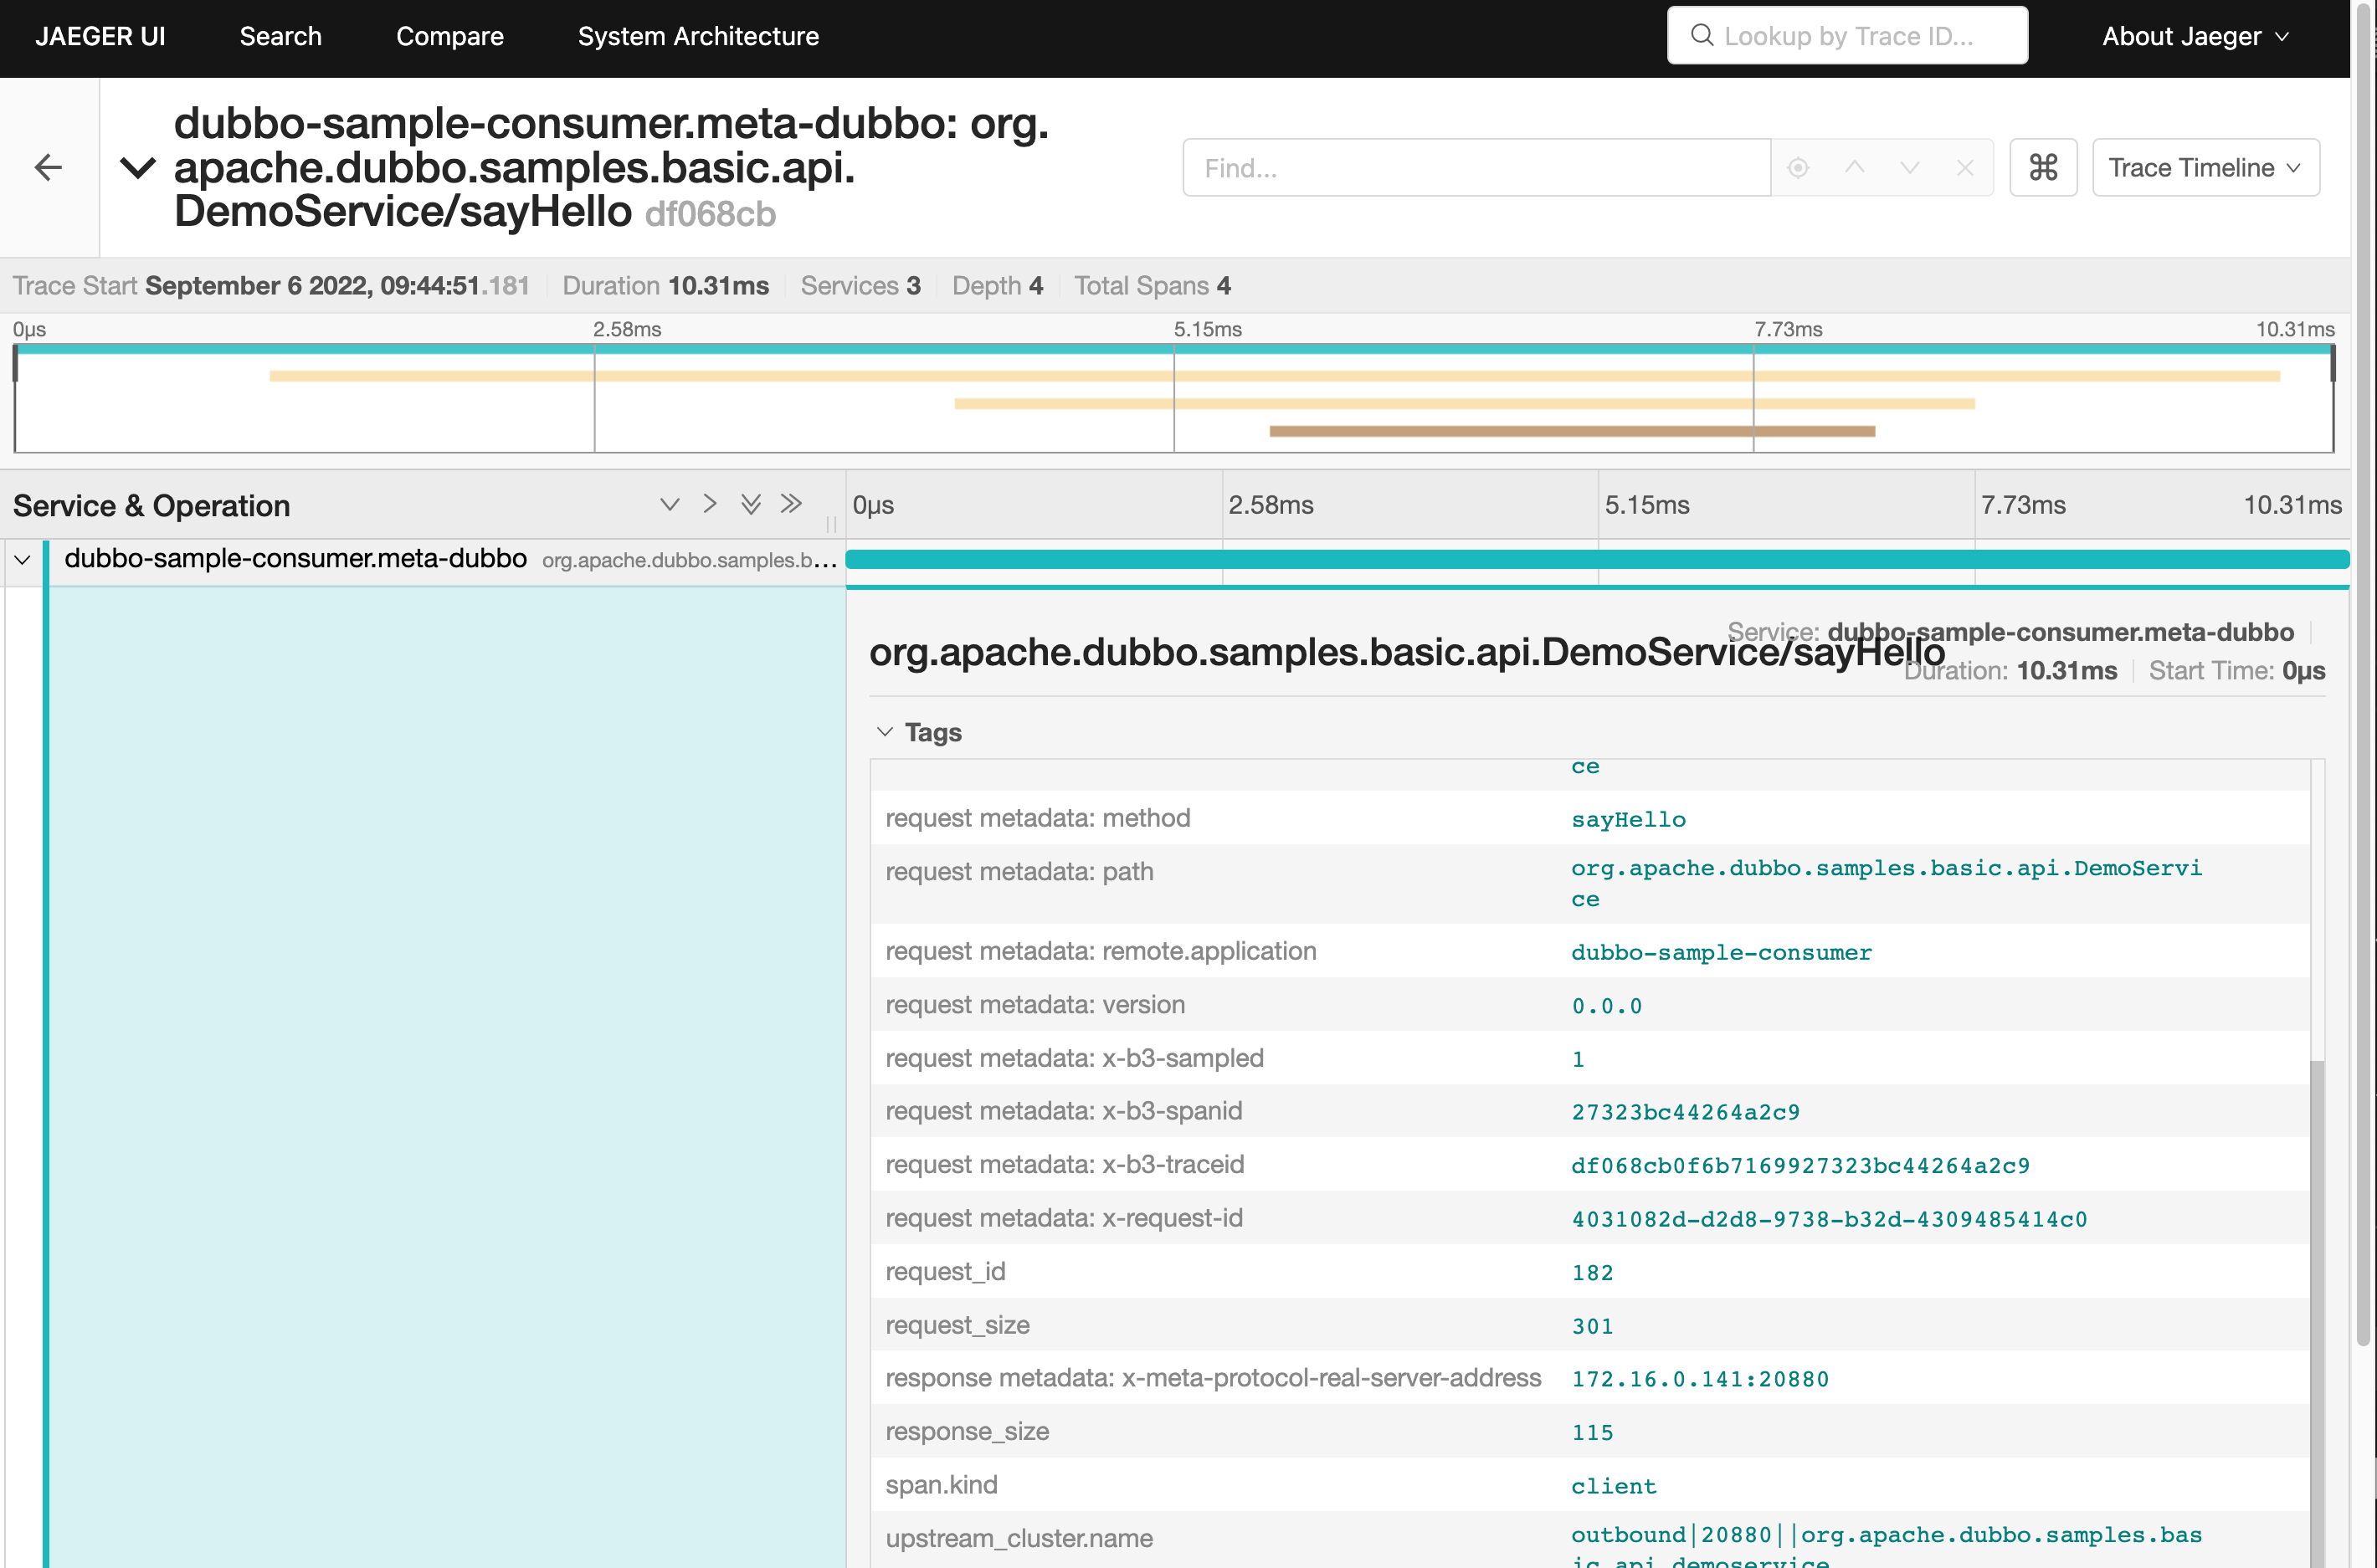 JAEGER UI Search Compare System Architecture Lookup by Trace ID... About Jaeger
dubbo-sample-consumer.meta-dubbo: org.
apache.dubbo.samples.basic.api.
DemoService/sayHello df068cb
Find...
Trace Timeline
Trace Start September 6 2022, 09:44:51.181 Duration 10.31ms Services 3 Depth 4 Total Spans 4
0μs 2.58ms 5.15ms 7.73ms 10.31ms
Service & Operation 0μs 2.58ms 5.15ms 7.73ms 10.31ms
dubbo-sample-consumer.meta-dubbo org.apache.dubbo.samples.b...
Service: dubbo-sample-consumer.meta-dubbo
org.apache.dubbo.samples.basic.api.DemoService/sayHello
Duration: 10.31ms Start Time: 0μs
Tags
ce
request metadata: method sayHello
request metadata: path org.apache.dubbo.samples.basic.api.DemoServi
ce
request metadata: remote.application dubbo-sample-consumer
request metadata: version 0.0.0
request metadata: x-b3-sampled 1
request metadata: x-b3-spanid 27323bc44264a2c9
request metadata: x-b3-traceid df068cb0f6b7169927323bc44264a2c9
request metadata: x-request-id 4031082d-d2d8-9738-b32d-4309485414c0
request_id 182
request_size 301
response metadata: x-meta-protocol-real-server-address 172.16.0.141:20880
response_size 115
span.kind client
upstream_cluster.name outbound|20880||org.apache.dubbo.samples.bas
ic.api.demoservice